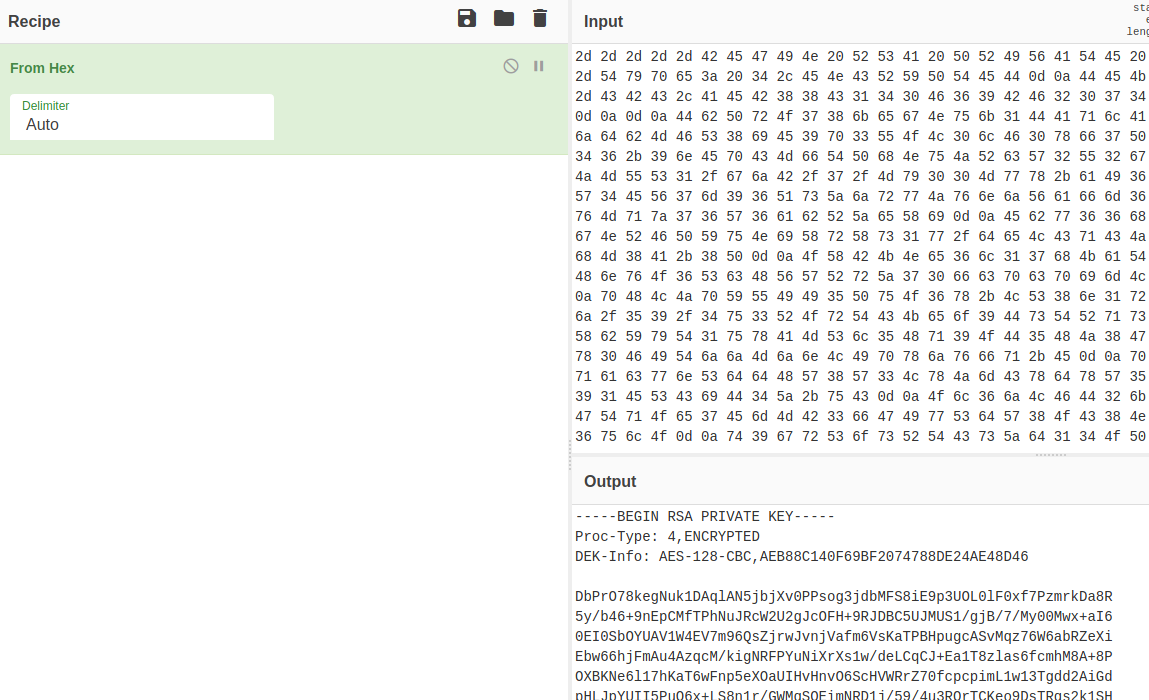 Recipe
From Hex
Delimiter
Auto
Input
sta
e
leng
2d 2d 2d 2d 2d 42 45 47 49 4e 20 52 53 41 20 50 52 49 56 41 54 45 20
2d 54 79 70 65 3a 20 34 2c 45 4e 43 52 59 50 54 45 44 0d 0a 44 45 4b
2d 43 42 43 2c 41 45 42 38 38 43 31 34 30 46 36 39 42 46 32 30 37 34
0d 0a 0d 0a 44 62 50 72 4f 37 38 6b 65 67 4e 75 6b 31 44 41 71 6c 41
6a 64 62 4d 46 53 38 69 45 39 70 33 55 4f 4c 30 6c 46 30 78 66 37 50
34 36 2b 39 6e 45 70 43 4d 66 54 50 68 4e 75 4a 52 63 57 32 55 32 67
4a 4d 55 53 31 2f 67 6a 42 2f 37 2f 4d 79 30 30 4d 77 78 2b 61 49 36
57 34 45 56 37 6d 39 36 51 73 5a 6a 72 77 4a 76 6e 6a 56 61 66 6d 36
76 4d 71 7a 37 36 57 36 61 62 52 5a 65 58 69 0d 0a 45 62 77 36 36 68
67 4e 52 46 50 59 75 4e 69 58 72 58 73 31 77 2f 64 65 4c 43 71 43 4a
68 4d 38 41 2b 38 50 0d 0a 4f 58 42 4b 4e 65 36 6c 31 37 68 4b 61 54
48 6e 76 4f 36 53 63 48 56 57 52 72 5a 37 30 66 63 70 63 70 69 6d 4c
0a 70 48 4c 4a 70 59 55 49 49 35 50 75 4f 36 78 2b 4c 53 38 6e 31 72
6a 2f 35 39 2f 34 75 33 52 4f 72 54 43 4b 65 6f 39 44 73 54 52 71 73
58 62 59 79 54 31 75 78 41 4d 53 6c 35 48 71 39 4f 44 35 48 4a 38 47
78 30 46 49 54 6a 6a 4d 6a 6e 4c 49 70 78 6a 76 66 71 2b 45 0d 0a 70
71 61 63 77 6e 53 64 64 48 57 38 57 33 4c 78 4a 6d 43 78 64 78 57 35
39 31 45 53 43 69 44 34 5a 2b 75 43 0d 0a 4f 6c 36 6a 4c 46 44 32 6b
47 54 71 4f 65 37 45 6d 4d 42 33 66 47 49 77 53 64 57 38 4f 43 38 4e
36 75 6c 4f 0d 0a 74 39 67 72 53 6f 73 52 54 43 73 5a 64 31 34 4f 50
Output
-----BEGIN RSA PRIVATE KEY-----
Proc-Type: 4,ENCRYPTED
DEK-Info: AES-128-CBC,AEB88C140F69BF2074788DE24AE48D46

DbPrO78kegNuk1DAqlAN5jbjXv0PPsog3jdbMFS8iE9p3UOL0lF0xf7PzmrkDa8R
5y/b46+9nEpCMfTPhNuJRcW2U2gJcOFH+9RJDBC5UJMUS1/gjB/7/My00Mwx+aI6
0EI0SbOYUAV1W4EV7m96QsZjrwJvnjVafm6VsKaTPBHpugcASvMqz76W6abRZeXi
Ebw66hjFmAu4AzqcM/kigNRFPYuNiXrXs1w/deLCqCJ+Ea1T8zlas6fcmhM8A+8P
OXBKNe6l17hKaT6wFnp5eXOaUIHvHnvO6ScHVWRrZ70fcpcpimL1w13Tgdd2AiGd
pHLJpYUII5PuO6x+LS8n1r/GWMqSOEimNRD1j/59/4u3ROrTCKeo9DsTRqs2k1SH